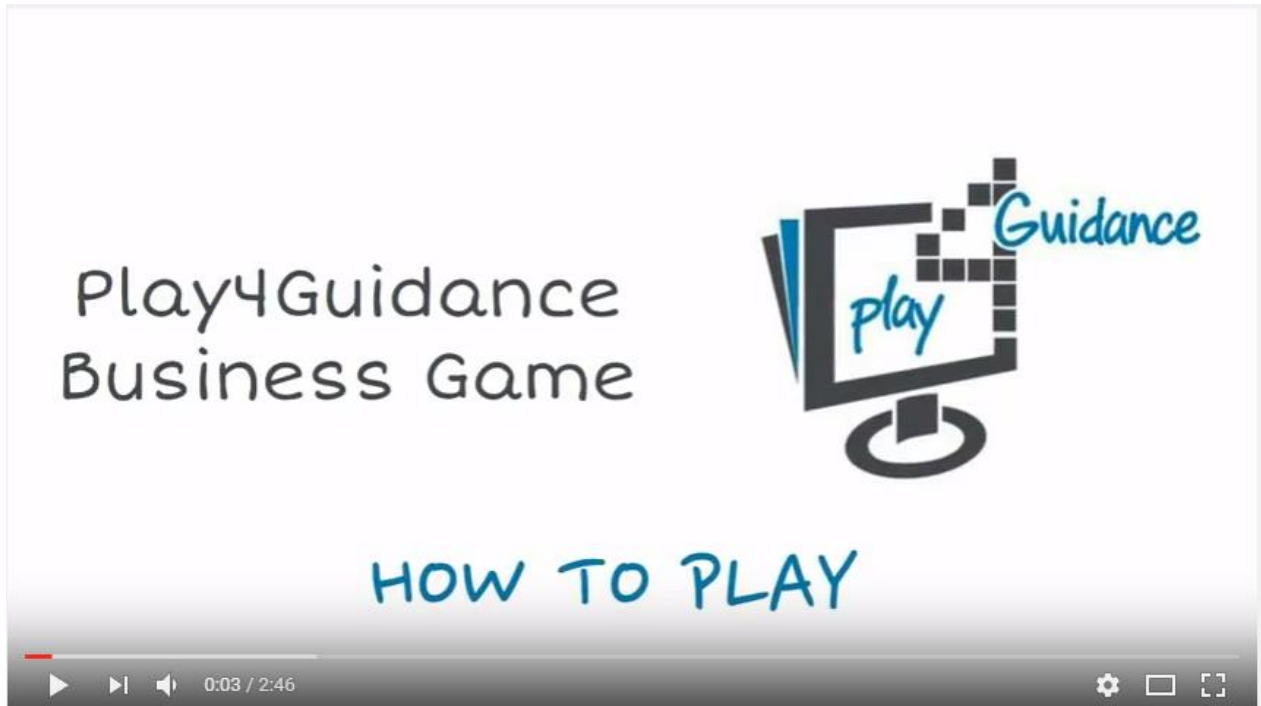 Play4Guidance
Business Game
play
Guidance
HOW TO PLAY
0:03 / 2:46